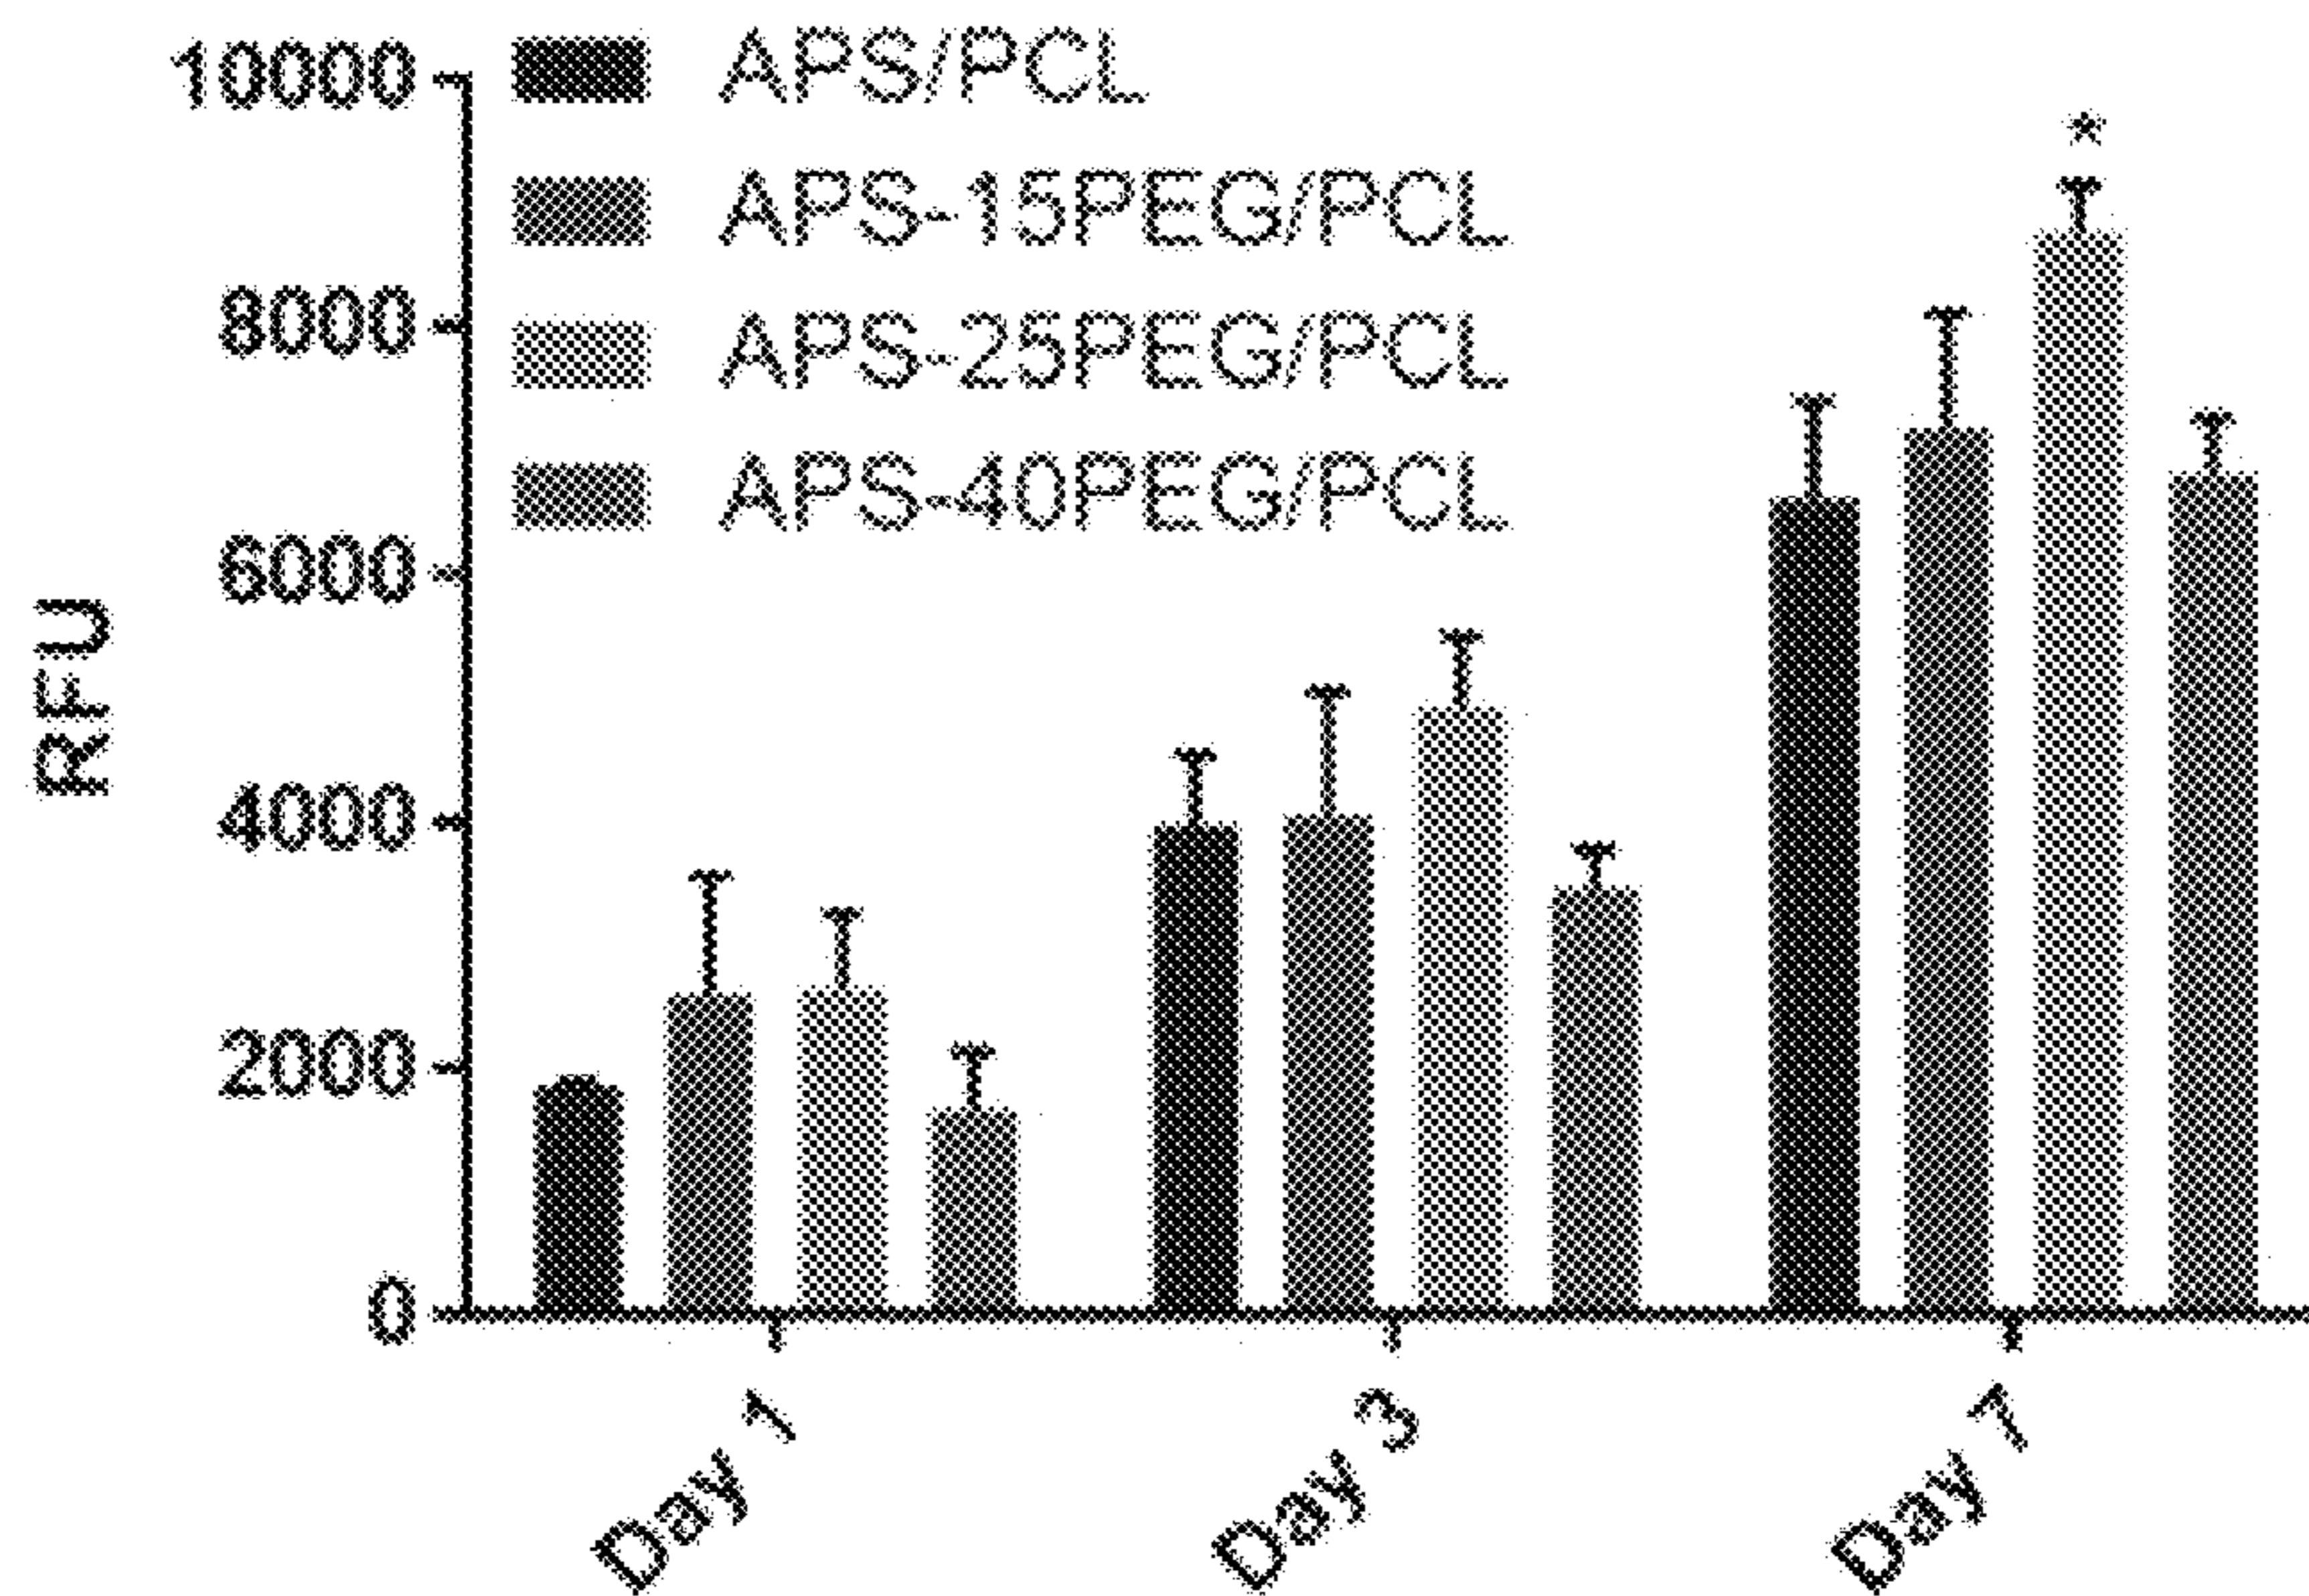 10000
8000
6000
4000
2000
0
RFU
APS/PCL
APS-15PEG/PCL
APS-25PEG/PCL
APS-40PEG/PCL
*
Day 1
Day 3
Day 7